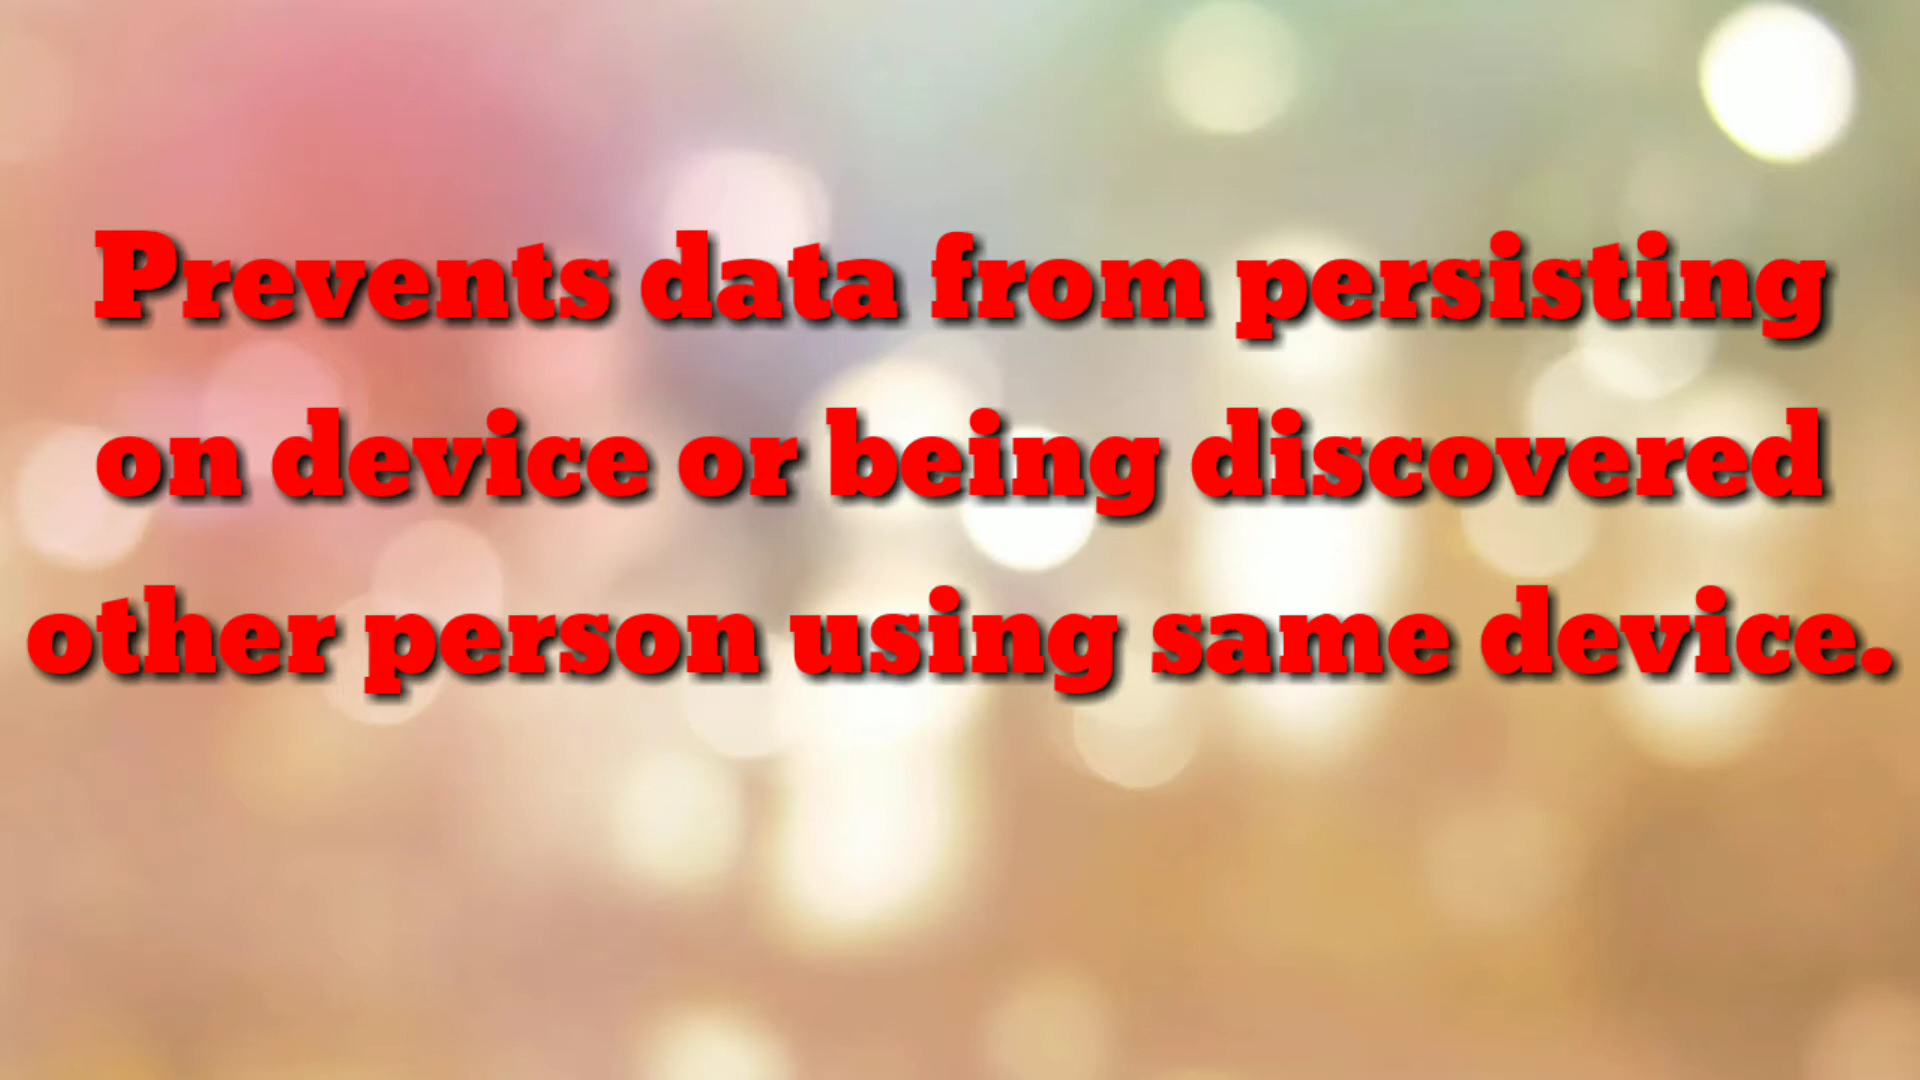 Prevents data from persisting
on device or being discovered
other person using same device.